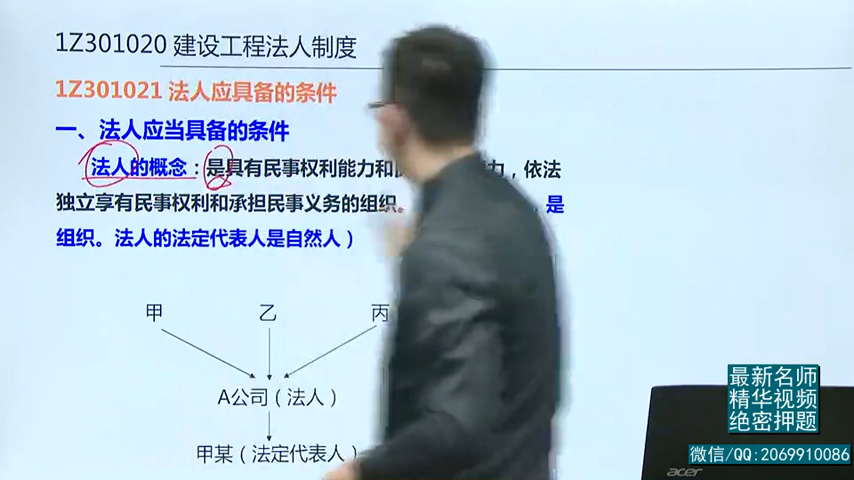 1Z301020 建设工程法人制度
1Z301021 法人应具备的条件
一、法人应当具备的条件
法人的概念：是具有民事权利能力和 力，依法
独立享有民事权利和承担民事义务的组织。 ，是
组织。法人的法定代表人是自然人）
甲 乙 丙
A公司（法人）
甲某（法定代表人）
最新名师
精华视频
绝密押题
微信/QQ:2069910086
acer